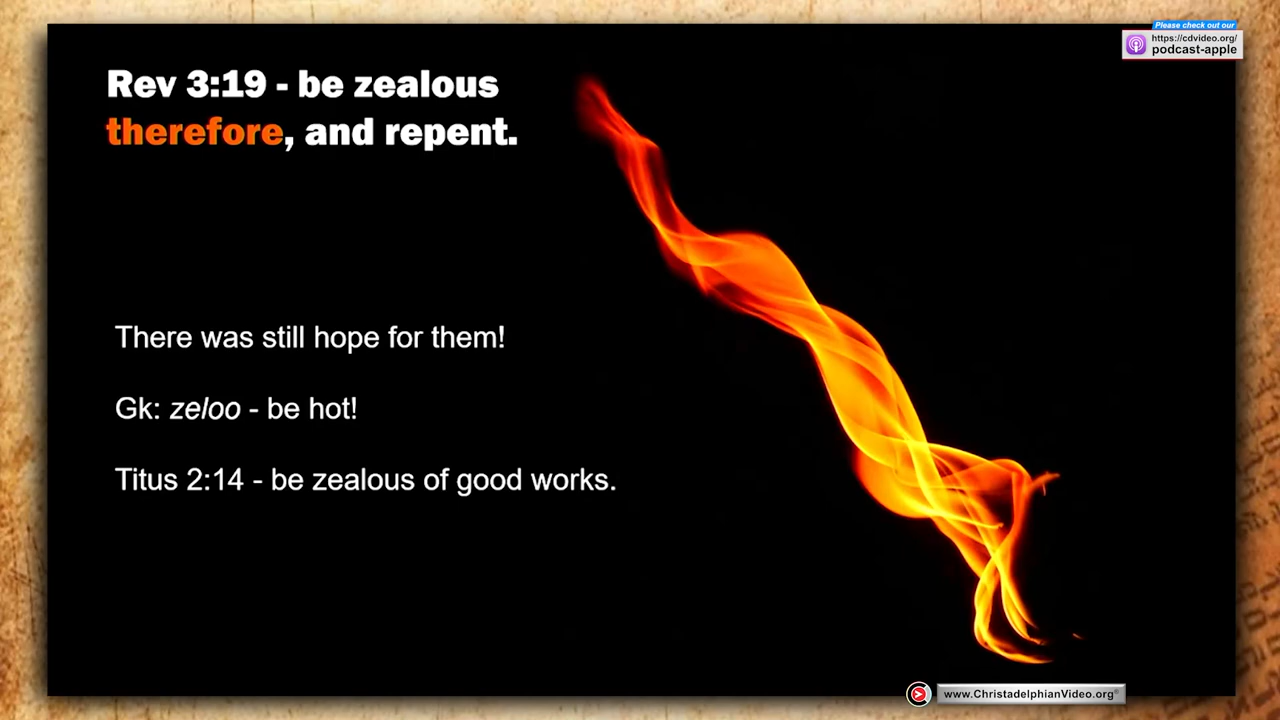 Please check out our
https://cdvideo.org/
podcast-apple
Rev 3:19 - be zealous
therefore, and repent.
There was still hope for them!
Gk: zeloo - be hot!
Titus 2:14 - be zealous of good works.
www.ChristadelphianVideo.org®